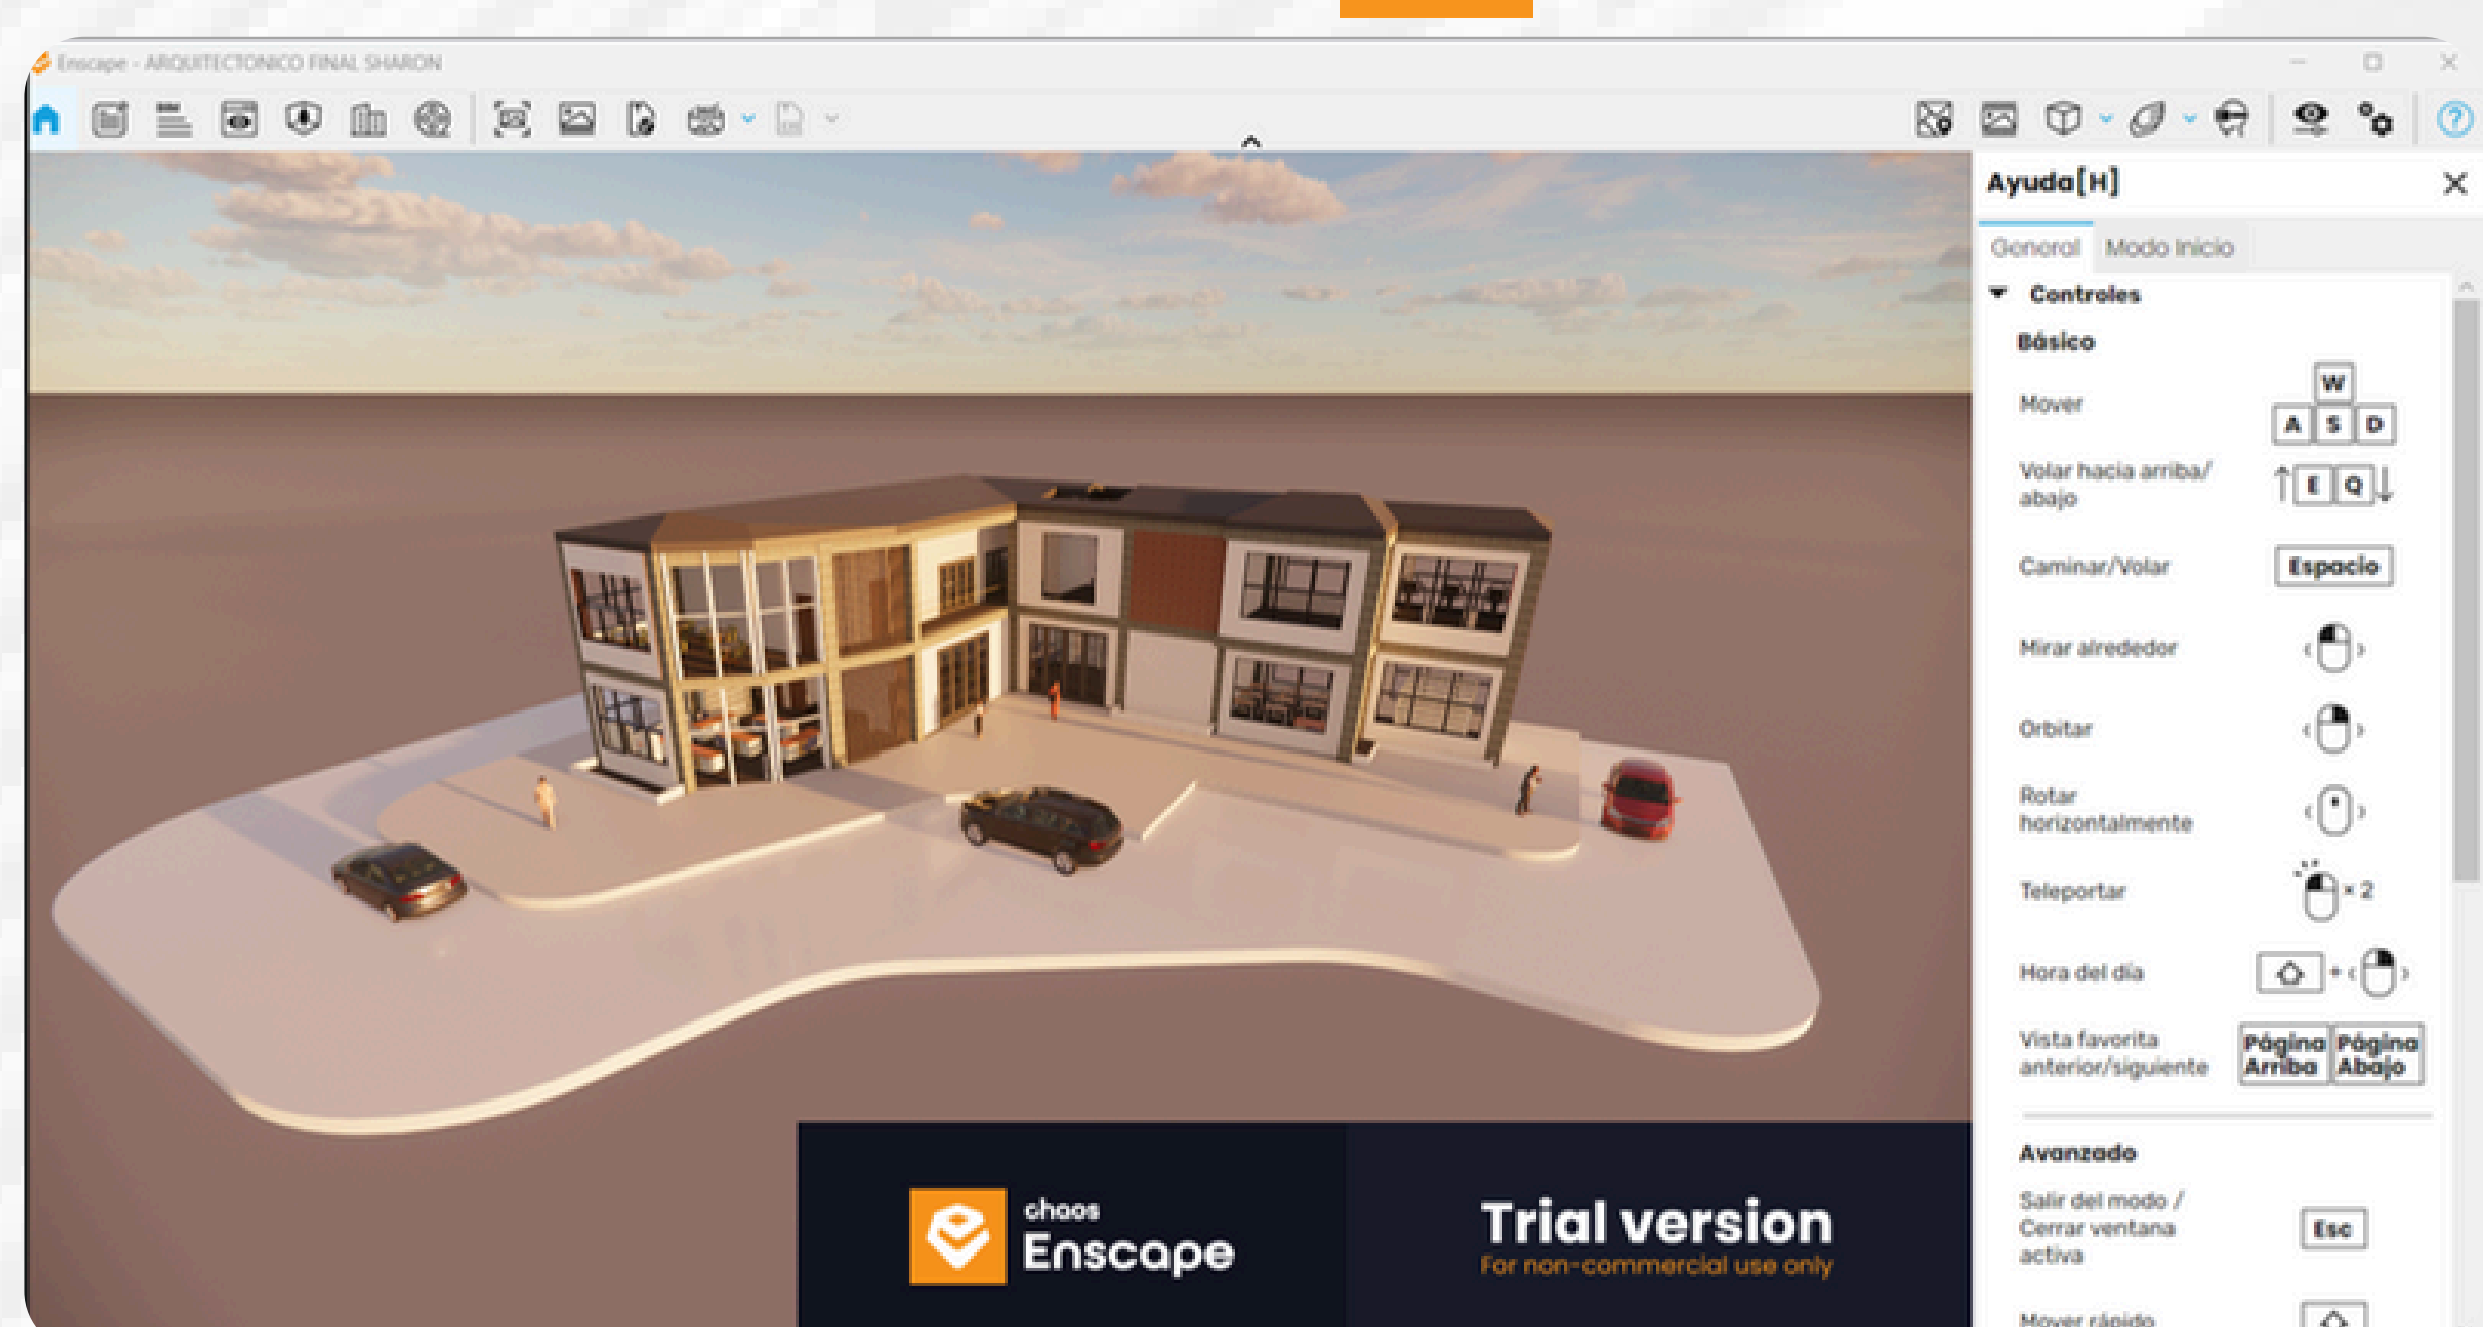 Enscape - ARQUITECTONICO FINAL SHARON
Ayuda[H]
General Modo Inicio
Controles
Básico
Mover
W
A S D
Volar hacia arriba/
abajo
E Q
Caminar/Volar
Espacio
Mirar alrededor
Orbitar
Rotar
horizontalmente
Teleportar
× 2
Hora del día
+
Vista favorita
anterior/siguiente
Página Arriba
Página Abajo
Avanzado
Salir del modo /
Cerrar ventana
activa
Esc
Mover rápido
chaos
Enscape
Trial version
For non-commercial use only